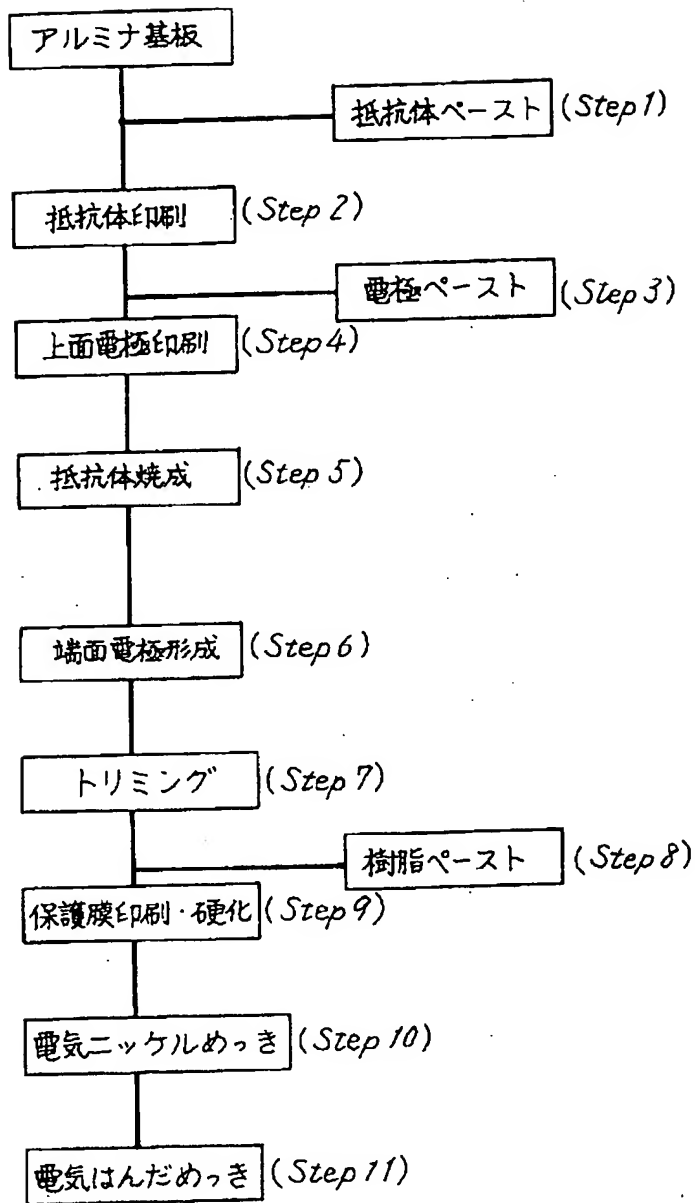 アルミナ基板
抵抗体ペースト (Step 1)
抵抗体印刷 (Step 2)
電極ペースト (Step 3)
上面電極印刷 (Step 4)
抵抗体焼成 (Step 5)
端面電極形成 (Step 6)
トリミング (Step 7)
樹脂ペースト (Step 8)
保護膜印刷・硬化 (Step 9)
電気ニッケルめっき (Step 10)
電気はんだめっき (Step 11)